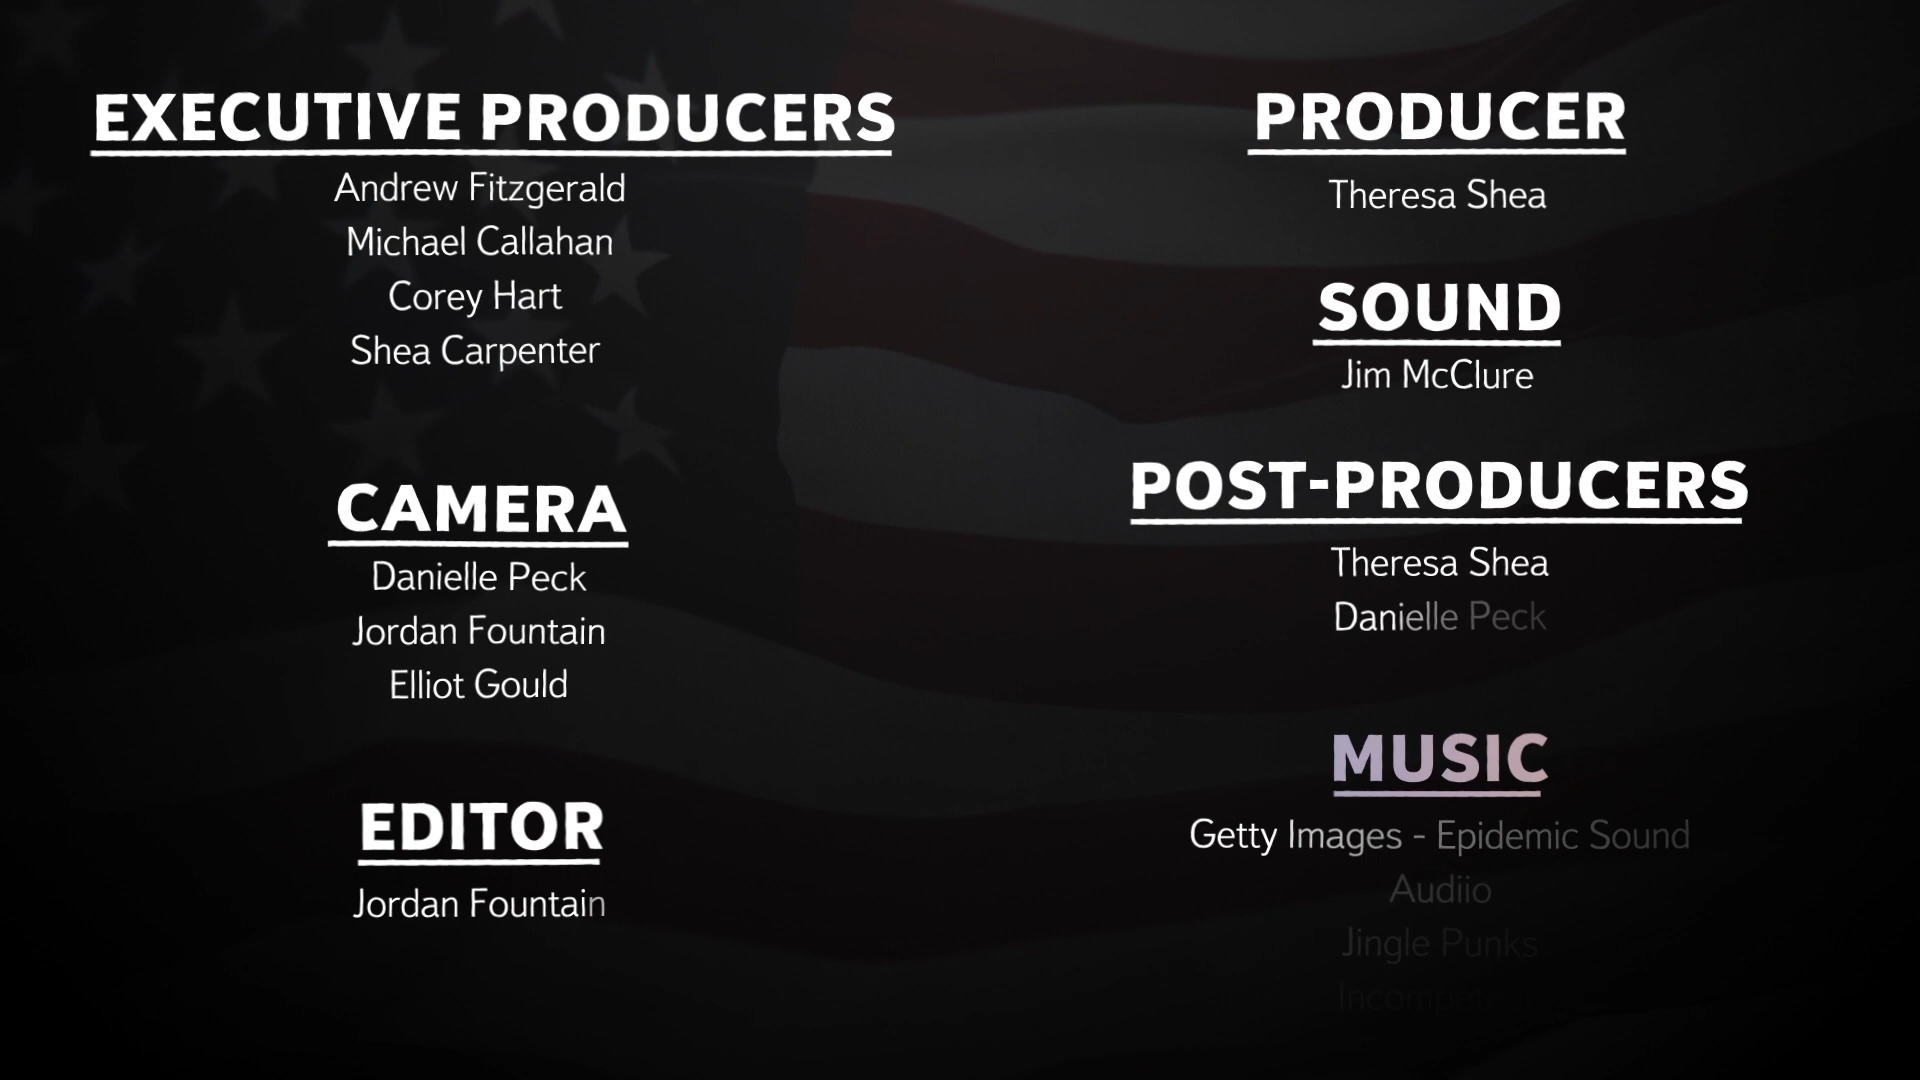 EXECUTIVE PRODUCERS
Andrew Fitzgerald
Michael Callahan
Corey Hart
Shea Carpenter
CAMERA
Danielle Peck
Jordan Fountain
Elliot Gould
EDITOR
Jordan Fountain
PRODUCER
Theresa Shea
SOUND
Jim McClure
POST-PRODUCERS
Theresa Shea
Danielle Peck
MUSIC
Getty Images - Epidemic Sound
Audiio
Jingle Punks